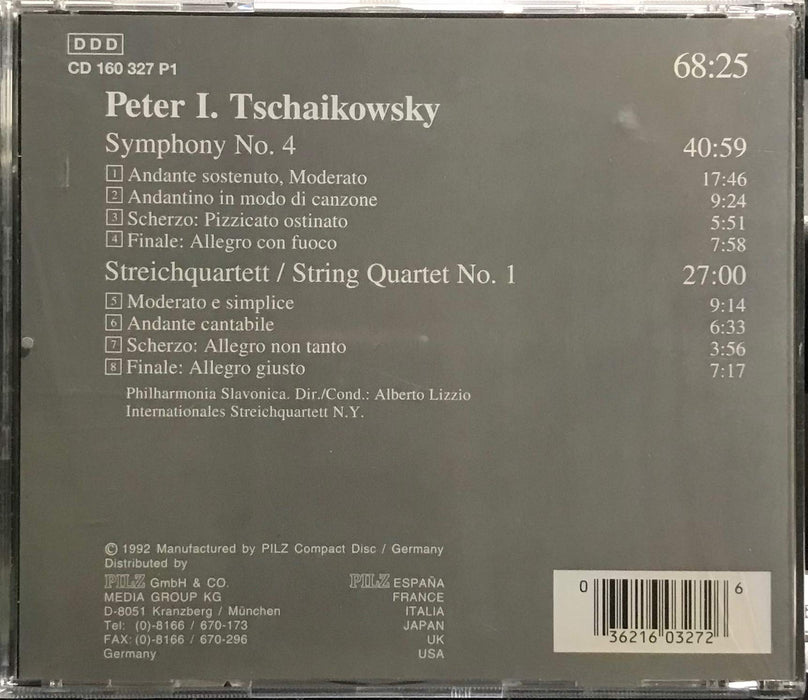 DDD
CD 160 327 P1
68:25
Peter I. Tschaikowsky
Symphony No. 4 40:59
1 Andante sostenuto, Moderato 17:46
2 Andantino in modo di canzone 9:24
3 Scherzo: Pizzicato ostinato 5:51
4 Finale: Allegro con fuoco 7:58
Streichquartett / String Quartet No. 1 27:00
5 Moderato e simplice 9:14
6 Andante cantabile 6:33
7 Scherzo: Allegro non tanto 3:56
8 Finale: Allegro giusto 7:17
Philharmonia Slavonica. Dir./Cond.: Alberto Lizzio
Internationales Streichquartett N.Y.
© 1992 Manufactured by PILZ Compact Disc / Germany
Distributed by
PILZ GmbH & CO.
MEDIA GROUP KG
D-8051 Kranzberg / München
Tel: (0)-8166 / 670-173
FAX: (0)-8166 / 670-296
Germany
PILZ ESPAÑA
FRANCE
ITALIA
JAPAN
UK
USA
0 36216 03272 6